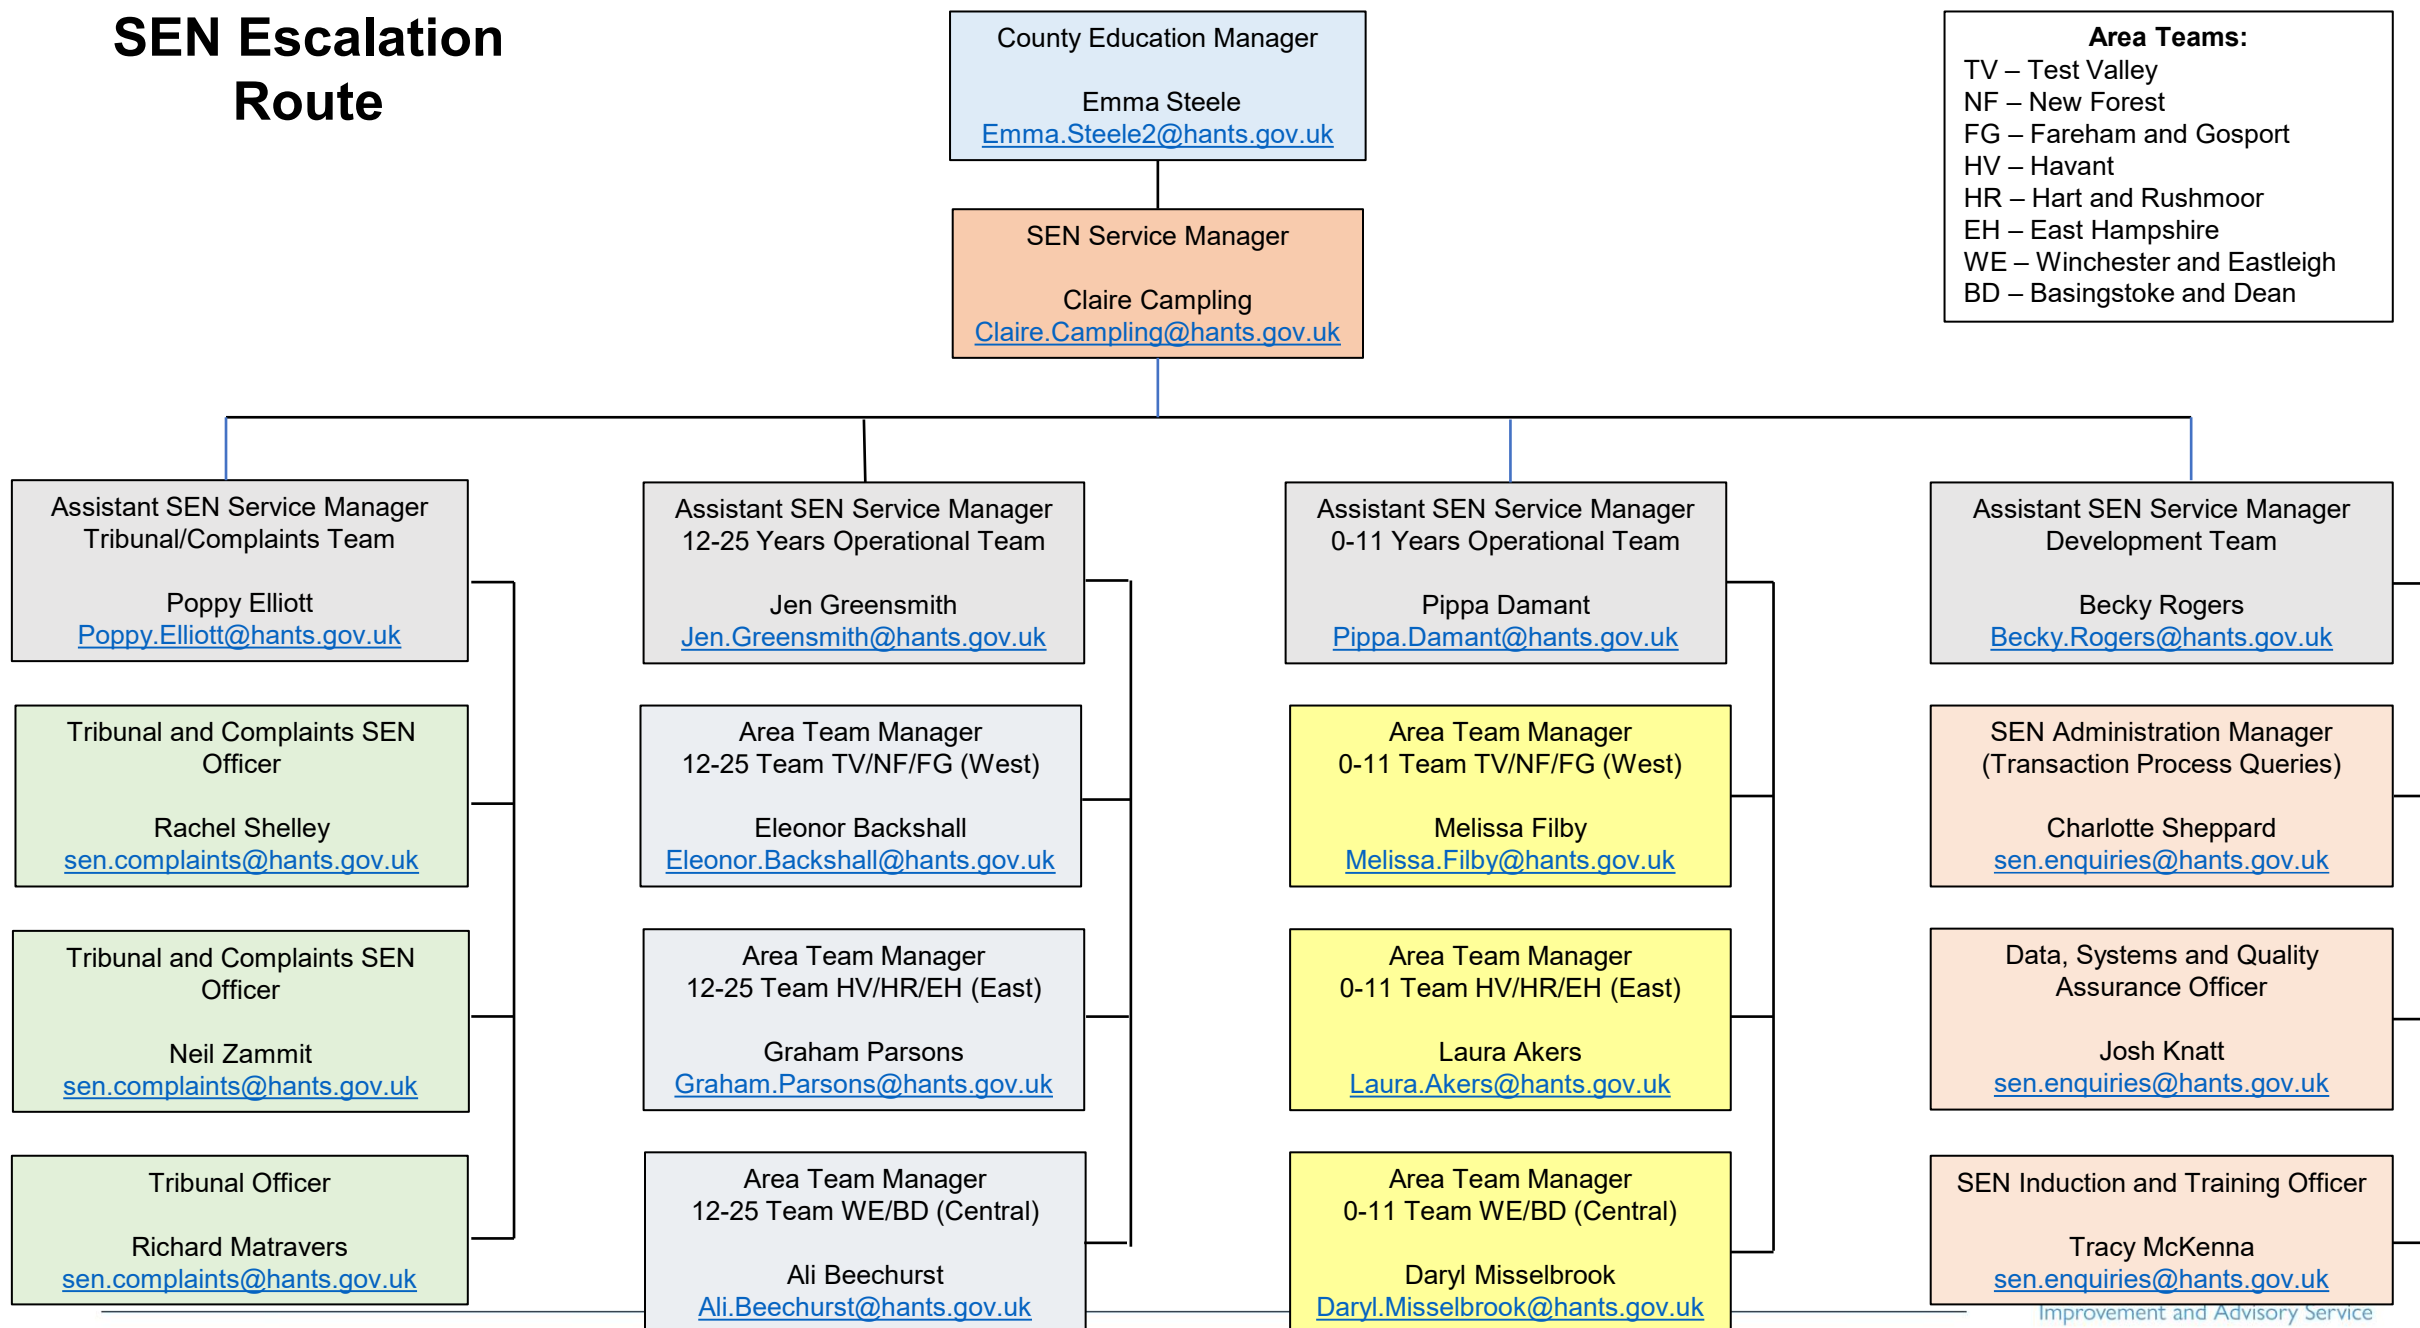 SEN Escalation
Route
County Education Manager
Emma Steele
Emma.Steele2@hants.gov.uk
Area Teams:
TV – Test Valley
NF – New Forest
FG – Fareham and Gosport
HV – Havant
HR – Hart and Rushmoor
EH – East Hampshire
WE – Winchester and Eastleigh
BD – Basingstoke and Dean
SEN Service Manager
Claire Campling
Claire.Campling@hants.gov.uk
Assistant SEN Service Manager
Tribunal/Complaints Team
Poppy Elliott
Poppy.Elliott@hants.gov.uk
Tribunal and Complaints SEN
Officer
Rachel Shelley
sen.complaints@hants.gov.uk
Tribunal and Complaints SEN
Officer
Neil Zammit
sen.complaints@hants.gov.uk
Tribunal Officer
Richard Matravers
sen.complaints@hants.gov.uk
Assistant SEN Service Manager
12-25 Years Operational Team
Jen Greensmith
Jen.Greensmith@hants.gov.uk
Area Team Manager
12-25 Team TV/NF/FG (West)
Eleonor Backshall
Eleonor.Backshall@hants.gov.uk
Area Team Manager
12-25 Team HV/HR/EH (East)
Graham Parsons
Graham.Parsons@hants.gov.uk
Area Team Manager
12-25 Team WE/BD (Central)
Ali Beechurst
Ali.Beechurst@hants.gov.uk
Assistant SEN Service Manager
0-11 Years Operational Team
Pippa Damant
Pippa.Damant@hants.gov.uk
Area Team Manager
0-11 Team TV/NF/FG (West)
Melissa Filby
Melissa.Filby@hants.gov.uk
Area Team Manager
0-11 Team HV/HR/EH (East)
Laura Akers
Laura.Akers@hants.gov.uk
Area Team Manager
0-11 Team WE/BD (Central)
Daryl Misselbrook
Daryl.Misselbrook@hants.gov.uk
Assistant SEN Service Manager
Development Team
Becky Rogers
Becky.Rogers@hants.gov.uk
SEN Administration Manager
(Transaction Process Queries)
Charlotte Sheppard
sen.enquiries@hants.gov.uk
Data, Systems and Quality
Assurance Officer
Josh Knatt
sen.enquiries@hants.gov.uk
SEN Induction and Training Officer
Tracy McKenna
sen.enquiries@hants.gov.uk
Improvement and Advisory Service